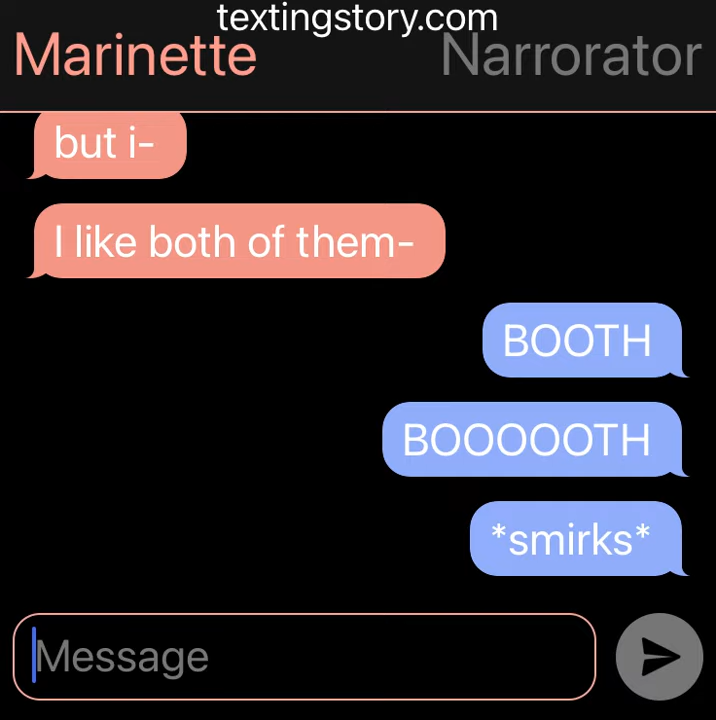 textingstory.com
Marinette Narrorator
but i-
I like both of them-
BOOTH
BOOOOOTH
*smirks*
Message